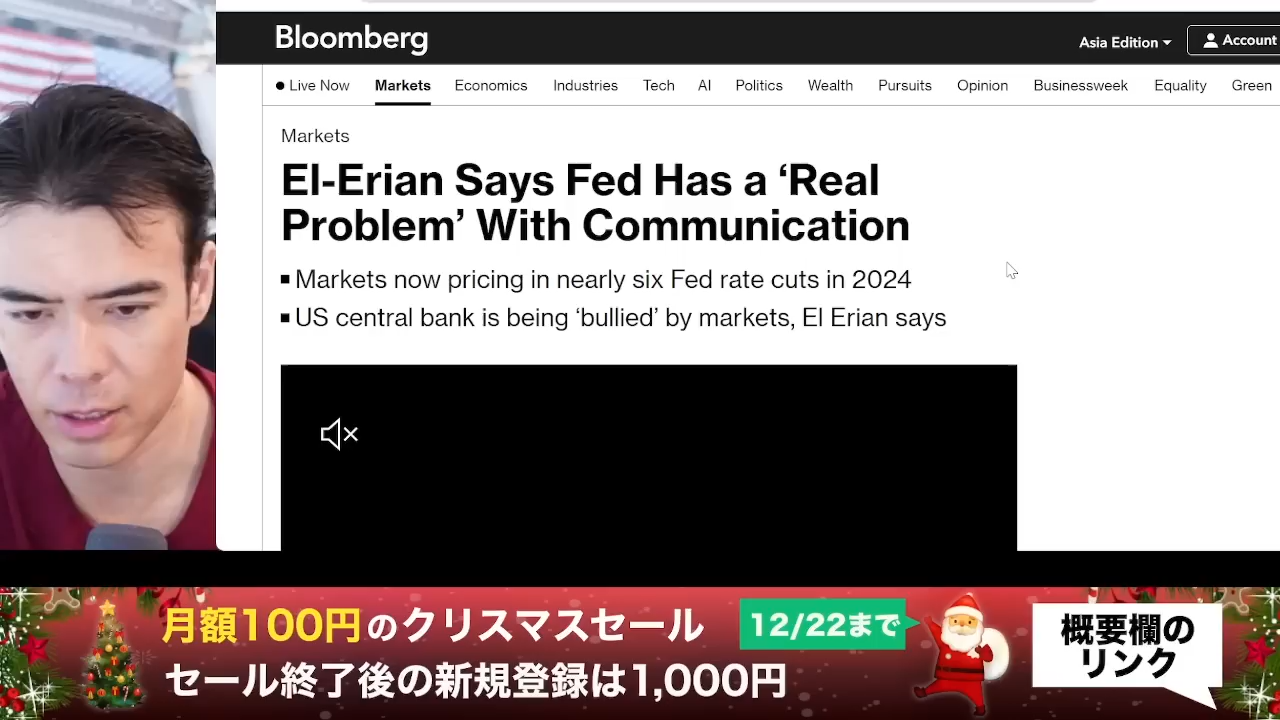 Bloomberg
Asia Edition
Account
Live Now Markets Economics Industries Tech AI Politics Wealth Pursuits Opinion Businessweek Equality Green
Markets
El-Erian Says Fed Has a ‘Real
Problem’ With Communication
Markets now pricing in nearly six Fed rate cuts in 2024
US central bank is being ‘bullied’ by markets, El Erian says
月額100円のクリスマスセール
12/22まで
セール終了後の新規登録は1,000円
概要欄の
リンク